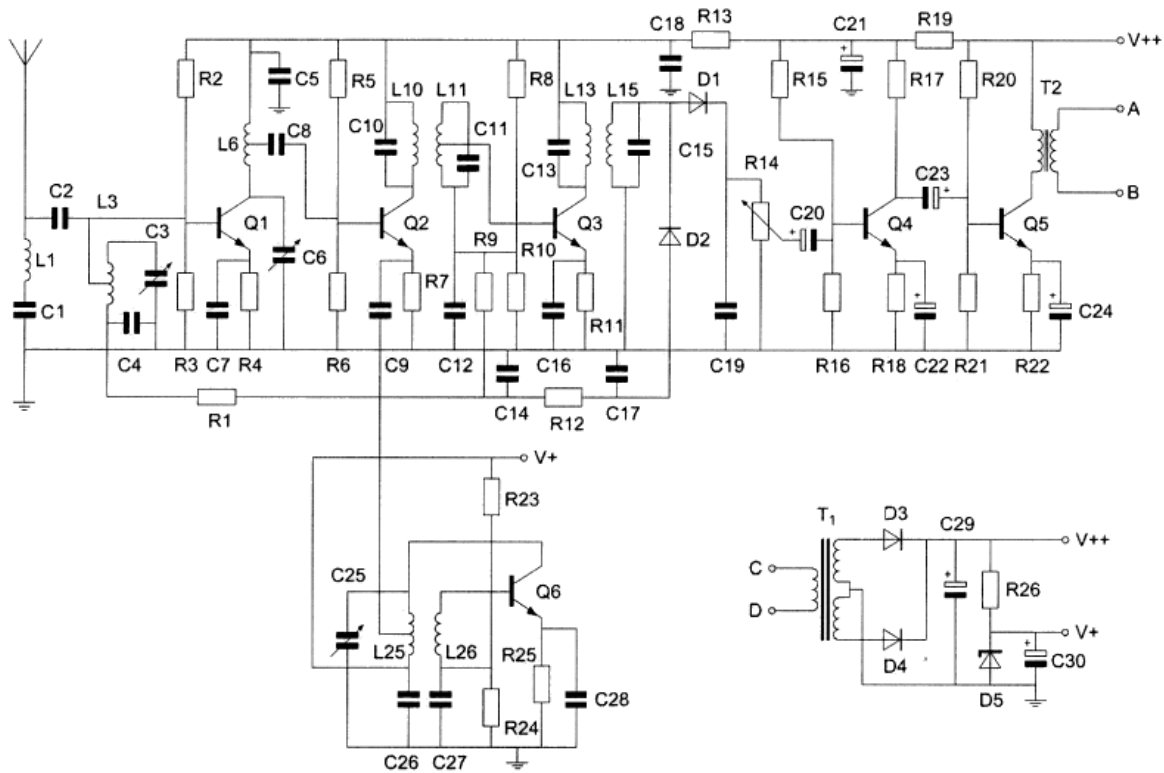 C18 R13 C21 R19
V++
R2 C5 R5 L10 L11 R8 L13 L15 D1 R15 R17 R20 T2
A
C8 C10 C11 C13 C15
L6 R14 C23
C2 L3 C20 B
C3 Q1 C6 Q2 R9 R10 Q3 D2 Q4 Q5
L1 R7
C1 R11 C24
C4 R3 C7 R4 R6 C9 C12 C16 C19 R16 R18 C22 R21 R22
R1 C14 R12 C17
V+
R23
T1 D3 C29 V++
C25 Q6 C
R26
D
L25 L26 R25 V+
D4 C30
C28 D5
R24
C26 C27
+
+
+
+
+
+
+